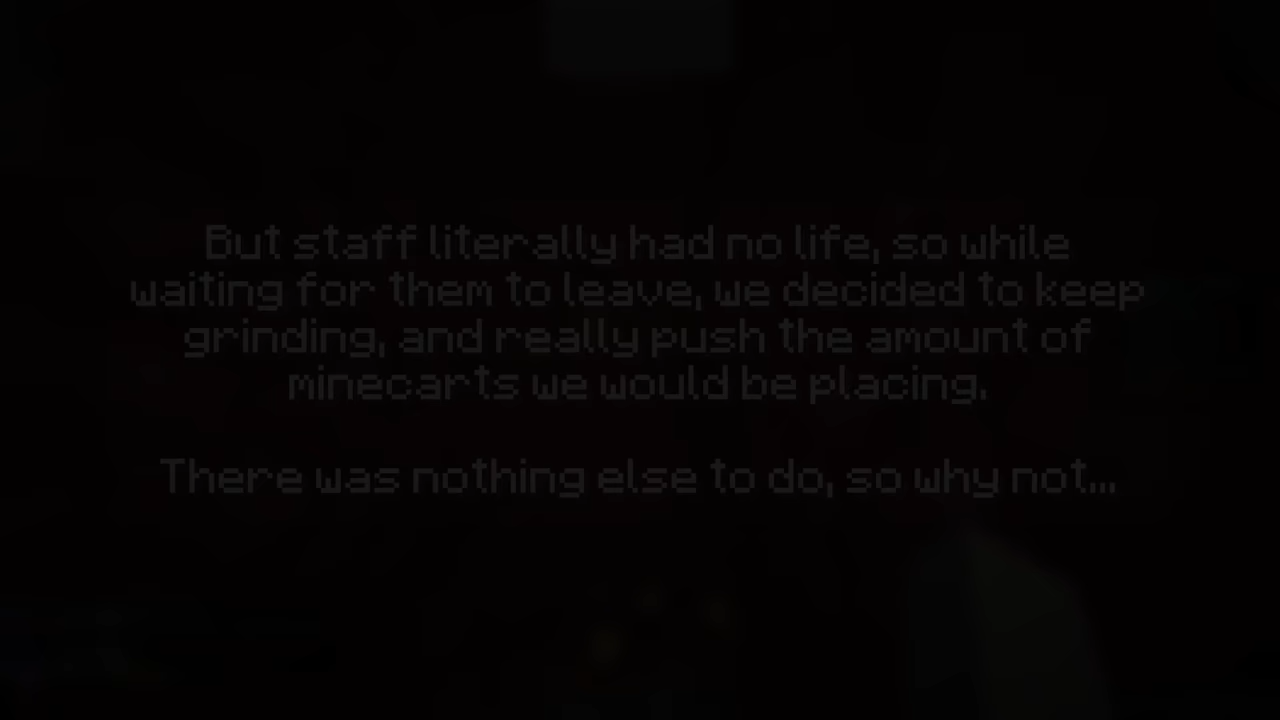 But staff literally had no life, so while
waiting for them to leave, we decided to keep
grinding, and really push the amount of
minecarts we would be placing.
There was nothing else to do, so why not...